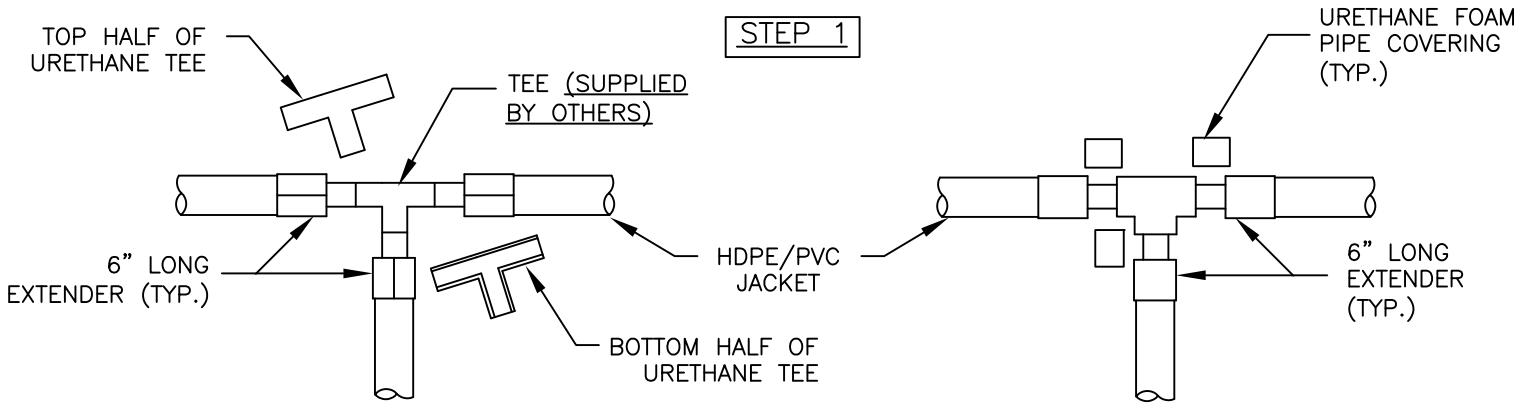 STEP 1
TOP HALF OF
URETHANE TEE
TEE (SUPPLIED
BY OTHERS)
URETHANE FOAM
PIPE COVERING
(TYP.)
6" LONG
EXTENDER (TYP.)
HDPE/PVC
JACKET
6" LONG
EXTENDER
(TYP.)
BOTTOM HALF OF
URETHANE TEE